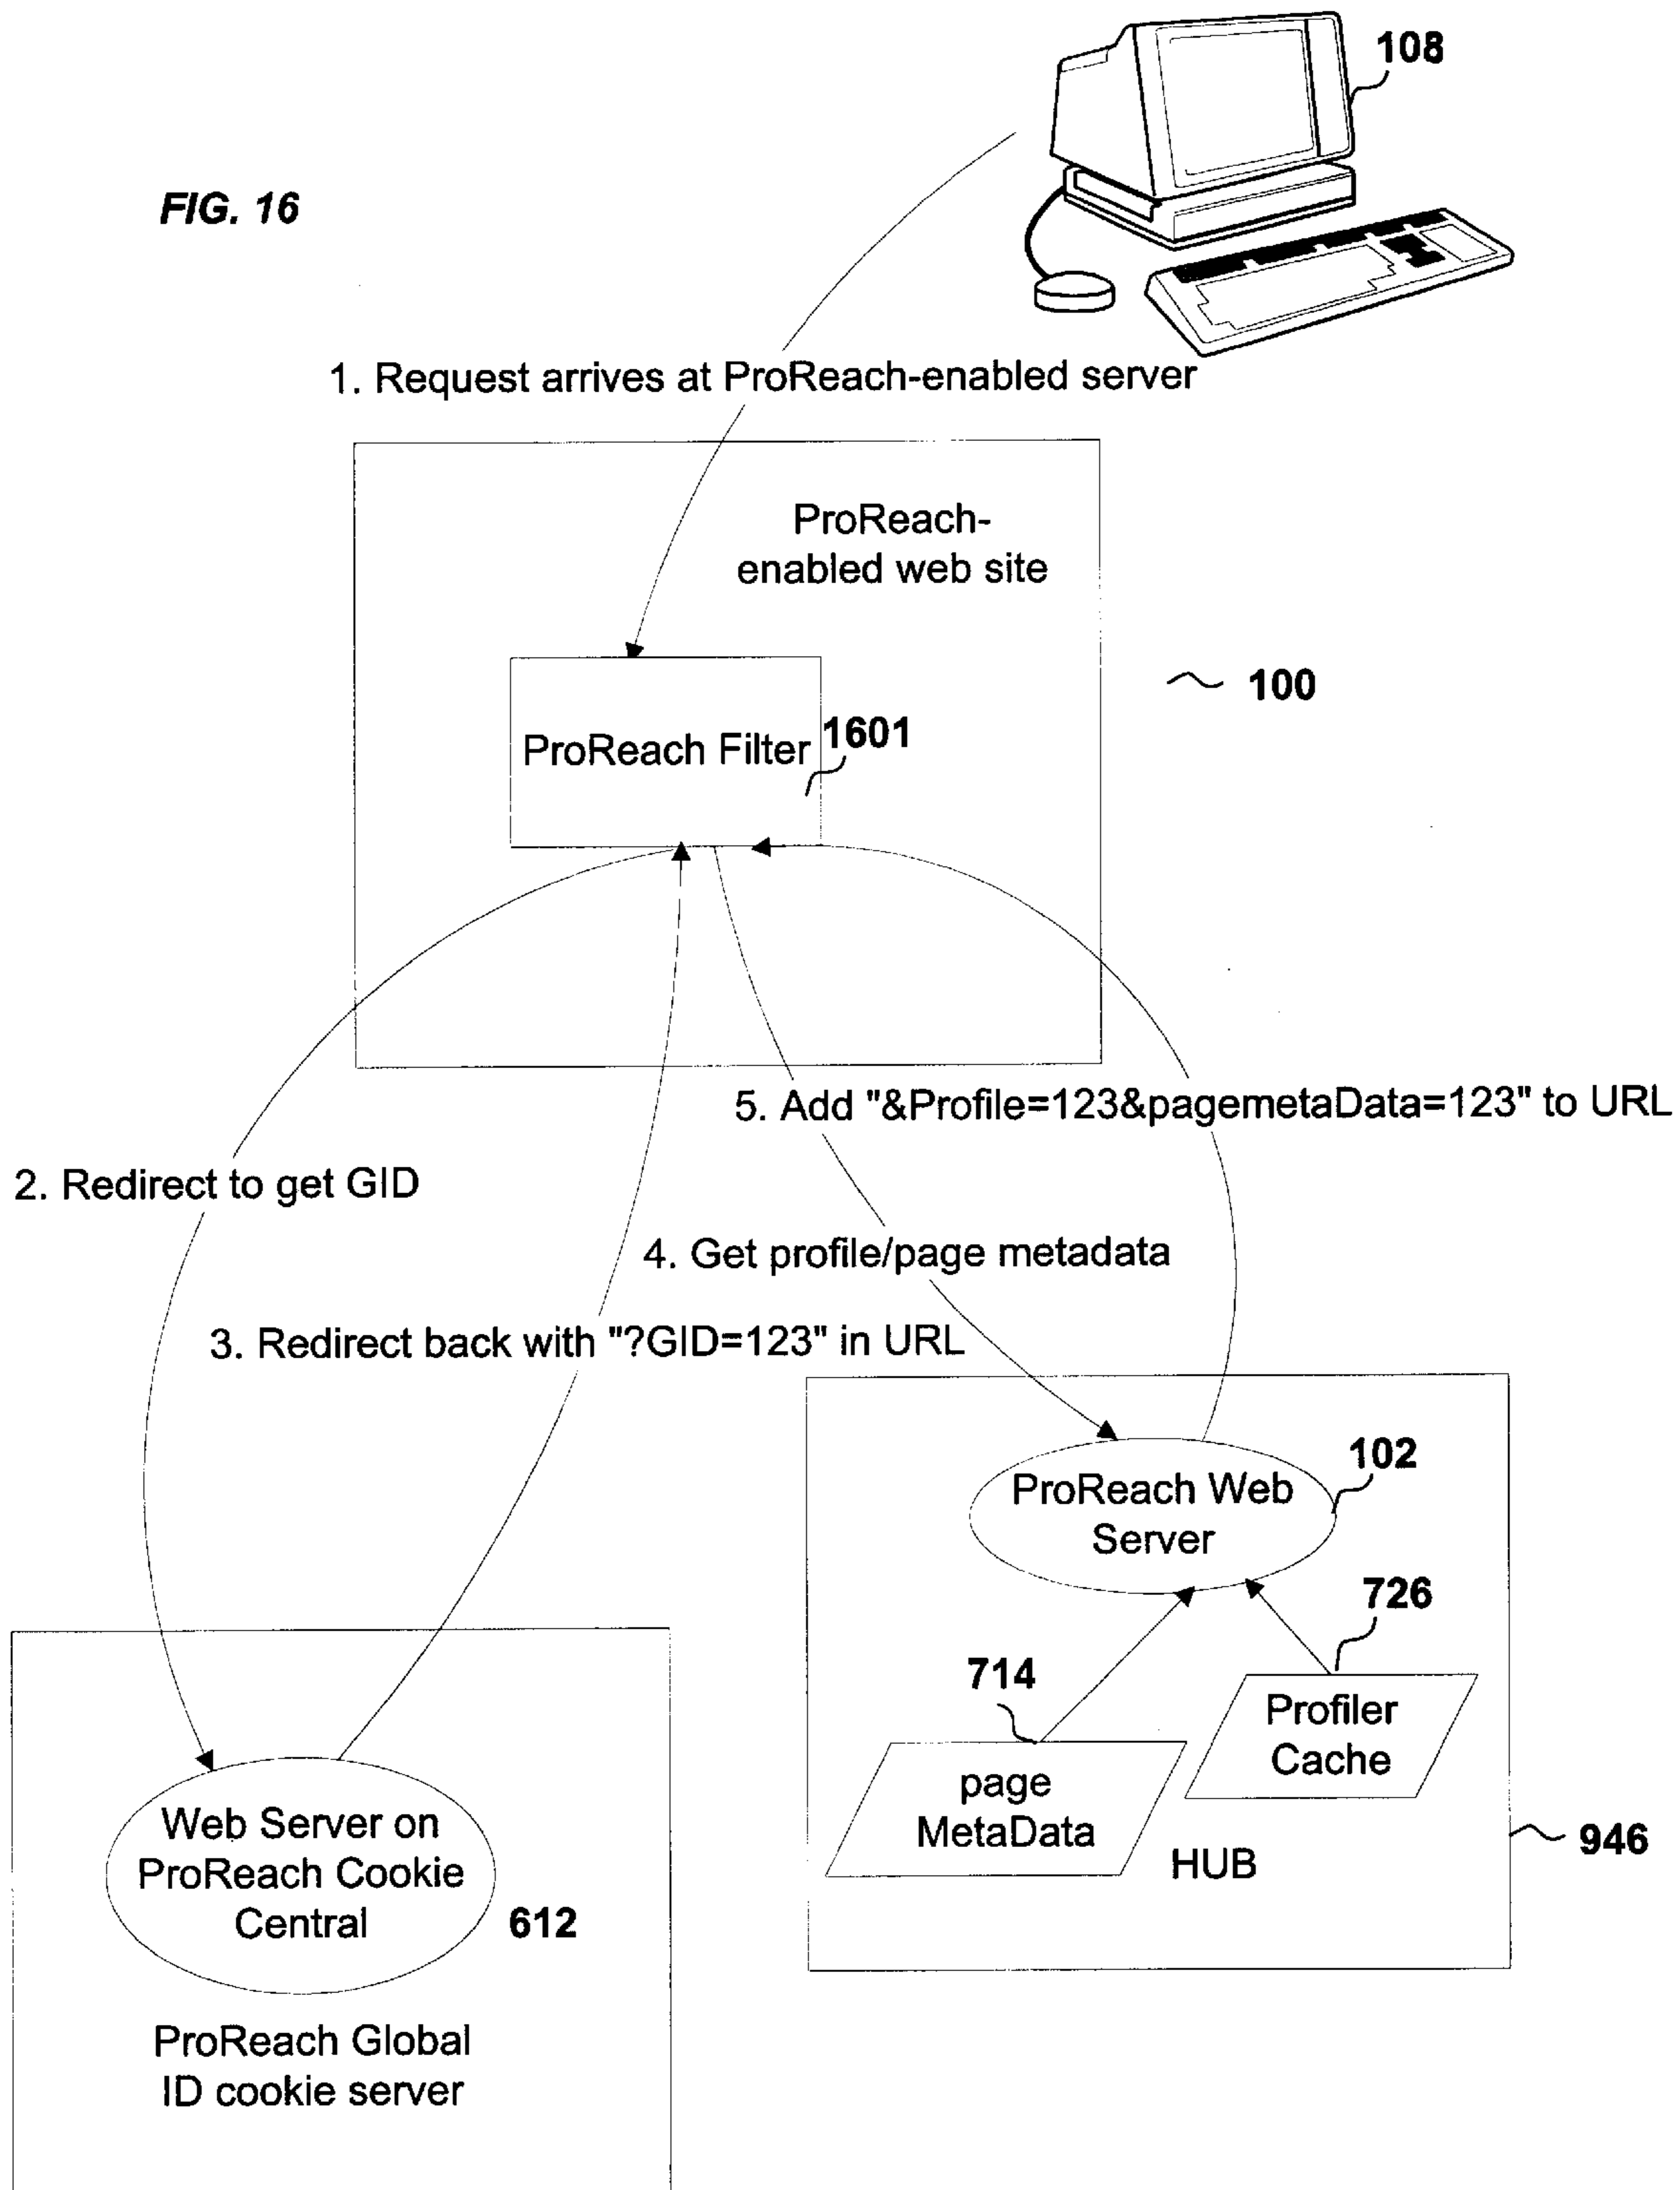 108
FIG. 16
1. Request arrives at ProReach-enabled server
ProReach-
enabled web site
100
ProReach Filter
1601
5. Add "&Profile=123&pagemetaData=123" to URL
2. Redirect to get GID
4. Get profile/page metadata
3. Redirect back with "?GID=123" in URL
102
ProReach Web
Server
726
714
Profiler
Cache
page
MetaData
946
HUB
Web Server on
ProReach Cookie
Central
612
ProReach Global
ID cookie server